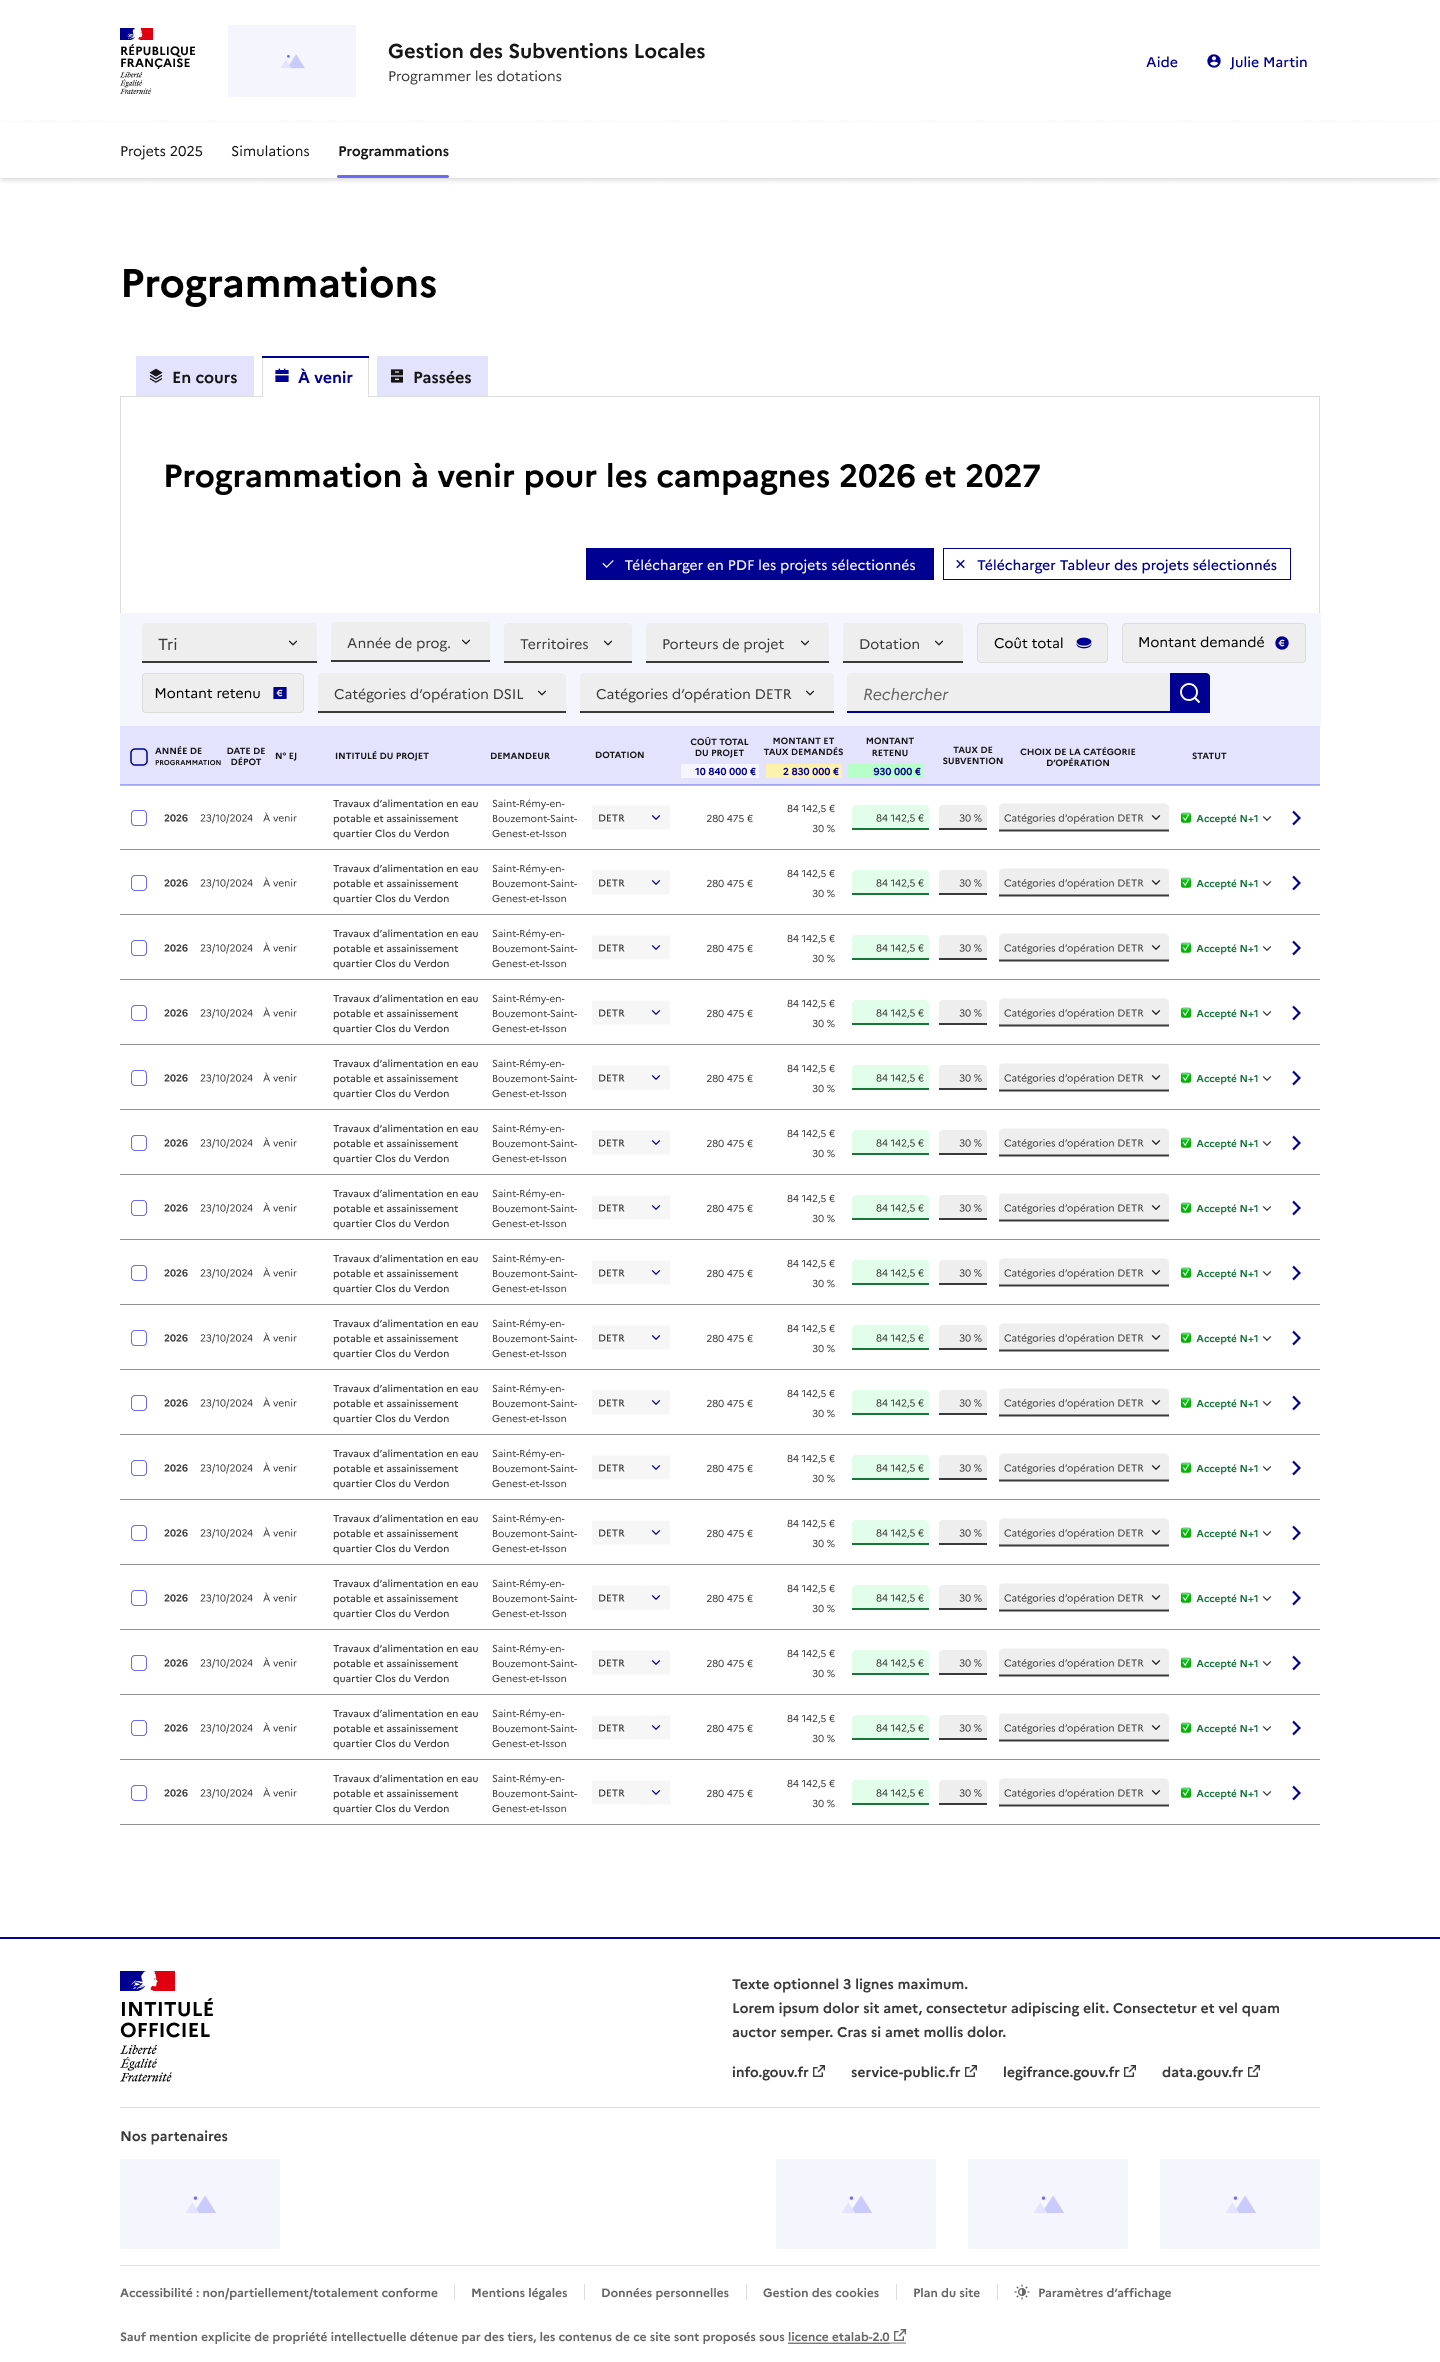 RÉPUBLIQUE
FRANÇAISE
Liberté
Égalité
Fraternité
Gestion des Subventions Locales
Programmer les dotations
Aide
Julie Martin
Projets 2025
Simulations
Programmations
Programmations
En cours
À venir
Passées
Programmation à venir pour les campagnes 2026 et 2027
Télécharger en PDF les projets sélectionnés
Télécharger Tableur des projets sélectionnés
Tri
Année de prog.
Territoires
Porteurs de projet
Dotation
Coût total
Montant demandé
Montant retenu
Catégories d'opération DSIL
Catégories d'opération DETR
Rechercher
ANNÉE DE
PROGRAMMATION
DATE DE
DÉPOT
N° EJ
INTITULÉ DU PROJET
DEMANDEUR
DOTATION
COÛT TOTAL
DU PROJET
10 840 000 €
MONTANT ET
TAUX DEMANDÉS
2 830 000 €
MONTANT
RETENU
930 000 €
TAUX DE
SUBVENTION
CHOIX DE LA CATÉGORIE
D'OPÉRATION
STATUT
2026 23/10/2024 À venir
Travaux d'alimentation en eau
potable et assainissement
quartier Clos du Verdon
Saint-Rémy-en-
Bouzemont-Saint-
Genest-et-Isson
DETR
280 475 €
84 142,5 €
30 %
84 142,5 €
30 %
Catégories d'opération DETR
Accepté N+1
2026 23/10/2024 À venir
Travaux d'alimentation en eau
potable et assainissement
quartier Clos du Verdon
Saint-Rémy-en-
Bouzemont-Saint-
Genest-et-Isson
DETR
280 475 €
84 142,5 €
30 %
84 142,5 €
30 %
Catégories d'opération DETR
Accepté N+1
2026 23/10/2024 À venir
Travaux d'alimentation en eau
potable et assainissement
quartier Clos du Verdon
Saint-Rémy-en-
Bouzemont-Saint-
Genest-et-Isson
DETR
280 475 €
84 142,5 €
30 %
84 142,5 €
30 %
Catégories d'opération DETR
Accepté N+1
2026 23/10/2024 À venir
Travaux d'alimentation en eau
potable et assainissement
quartier Clos du Verdon
Saint-Rémy-en-
Bouzemont-Saint-
Genest-et-Isson
DETR
280 475 €
84 142,5 €
30 %
84 142,5 €
30 %
Catégories d'opération DETR
Accepté N+1
2026 23/10/2024 À venir
Travaux d'alimentation en eau
potable et assainissement
quartier Clos du Verdon
Saint-Rémy-en-
Bouzemont-Saint-
Genest-et-Isson
DETR
280 475 €
84 142,5 €
30 %
84 142,5 €
30 %
Catégories d'opération DETR
Accepté N+1
2026 23/10/2024 À venir
Travaux d'alimentation en eau
potable et assainissement
quartier Clos du Verdon
Saint-Rémy-en-
Bouzemont-Saint-
Genest-et-Isson
DETR
280 475 €
84 142,5 €
30 %
84 142,5 €
30 %
Catégories d'opération DETR
Accepté N+1
2026 23/10/2024 À venir
Travaux d'alimentation en eau
potable et assainissement
quartier Clos du Verdon
Saint-Rémy-en-
Bouzemont-Saint-
Genest-et-Isson
DETR
280 475 €
84 142,5 €
30 %
84 142,5 €
30 %
Catégories d'opération DETR
Accepté N+1
2026 23/10/2024 À venir
Travaux d'alimentation en eau
potable et assainissement
quartier Clos du Verdon
Saint-Rémy-en-
Bouzemont-Saint-
Genest-et-Isson
DETR
280 475 €
84 142,5 €
30 %
84 142,5 €
30 %
Catégories d'opération DETR
Accepté N+1
2026 23/10/2024 À venir
Travaux d'alimentation en eau
potable et assainissement
quartier Clos du Verdon
Saint-Rémy-en-
Bouzemont-Saint-
Genest-et-Isson
DETR
280 475 €
84 142,5 €
30 %
84 142,5 €
30 %
Catégories d'opération DETR
Accepté N+1
2026 23/10/2024 À venir
Travaux d'alimentation en eau
potable et assainissement
quartier Clos du Verdon
Saint-Rémy-en-
Bouzemont-Saint-
Genest-et-Isson
DETR
280 475 €
84 142,5 €
30 %
84 142,5 €
30 %
Catégories d'opération DETR
Accepté N+1
2026 23/10/2024 À venir
Travaux d'alimentation en eau
potable et assainissement
quartier Clos du Verdon
Saint-Rémy-en-
Bouzemont-Saint-
Genest-et-Isson
DETR
280 475 €
84 142,5 €
30 %
84 142,5 €
30 %
Catégories d'opération DETR
Accepté N+1
2026 23/10/2024 À venir
Travaux d'alimentation en eau
potable et assainissement
quartier Clos du Verdon
Saint-Rémy-en-
Bouzemont-Saint-
Genest-et-Isson
DETR
280 475 €
84 142,5 €
30 %
84 142,5 €
30 %
Catégories d'opération DETR
Accepté N+1
2026 23/10/2024 À venir
Travaux d'alimentation en eau
potable et assainissement
quartier Clos du Verdon
Saint-Rémy-en-
Bouzemont-Saint-
Genest-et-Isson
DETR
280 475 €
84 142,5 €
30 %
84 142,5 €
30 %
Catégories d'opération DETR
Accepté N+1
2026 23/10/2024 À venir
Travaux d'alimentation en eau
potable et assainissement
quartier Clos du Verdon
Saint-Rémy-en-
Bouzemont-Saint-
Genest-et-Isson
DETR
280 475 €
84 142,5 €
30 %
84 142,5 €
30 %
Catégories d'opération DETR
Accepté N+1
2026 23/10/2024 À venir
Travaux d'alimentation en eau
potable et assainissement
quartier Clos du Verdon
Saint-Rémy-en-
Bouzemont-Saint-
Genest-et-Isson
DETR
280 475 €
84 142,5 €
30 %
84 142,5 €
30 %
Catégories d'opération DETR
Accepté N+1
2026 23/10/2024 À venir
Travaux d'alimentation en eau
potable et assainissement
quartier Clos du Verdon
Saint-Rémy-en-
Bouzemont-Saint-
Genest-et-Isson
DETR
280 475 €
84 142,5 €
30 %
84 142,5 €
30 %
Catégories d'opération DETR
Accepté N+1
INTITULÉ
OFFICIEL
Liberté
Égalité
Fraternité
Texte optionnel 3 lignes maximum.
Lorem ipsum dolor sit amet, consectetur adipiscing elit. Consectetur et vel quam
auctor semper. Cras si amet mollis dolor.
info.gouv.fr
service-public.fr
legifrance.gouv.fr
data.gouv.fr
Nos partenaires
Accessibilité : non/partiellement/totalement conforme
Mentions légales
Données personnelles
Gestion des cookies
Plan du site
Paramètres d'affichage
Sauf mention explicite de propriété intellectuelle détenue par des tiers, les contenus de ce site sont proposés sous licence etalab-2.0